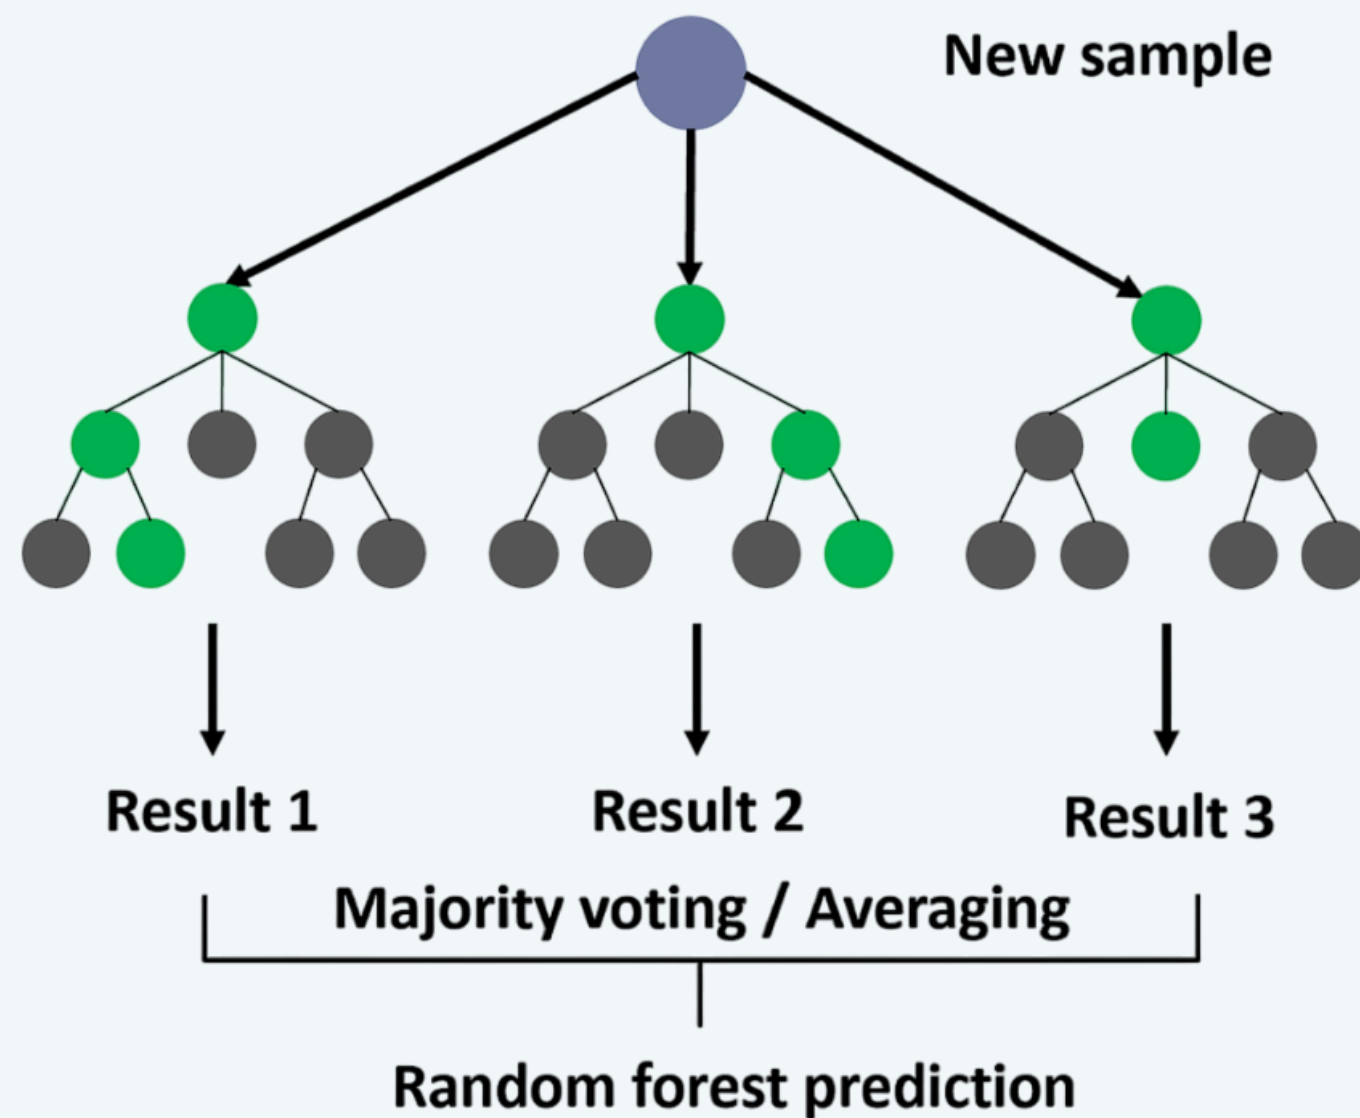 New sample
Result 1
Result 2
Result 3
Majority voting / Averaging
Random forest prediction